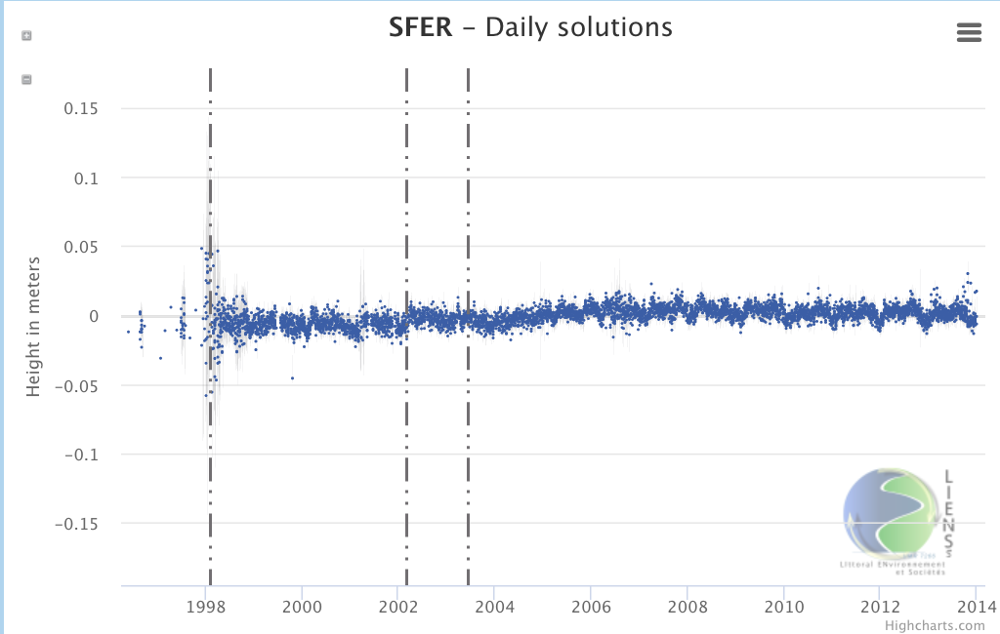 SFER – Daily solutions
Height in meters
0.15
0.1
0.05
0
−0.05
−0.1
−0.15
1998 2000 2002 2004 2006 2008 2010 2012 2014
LIENSs
Littoral ENvironnement
et Sociétés
Highcharts.com